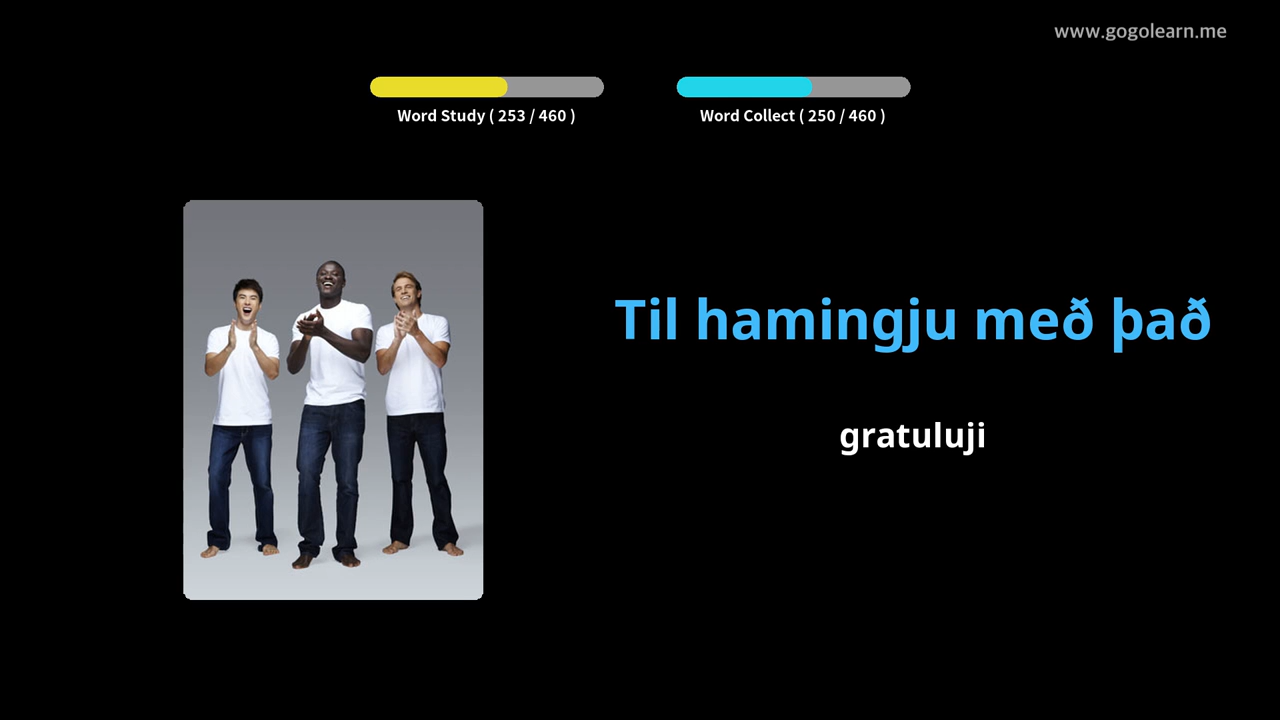 www.gogolearn.me
Word Study ( 253 / 460 )
Word Collect ( 250 / 460 )
Til hamingju með það
gratuluji